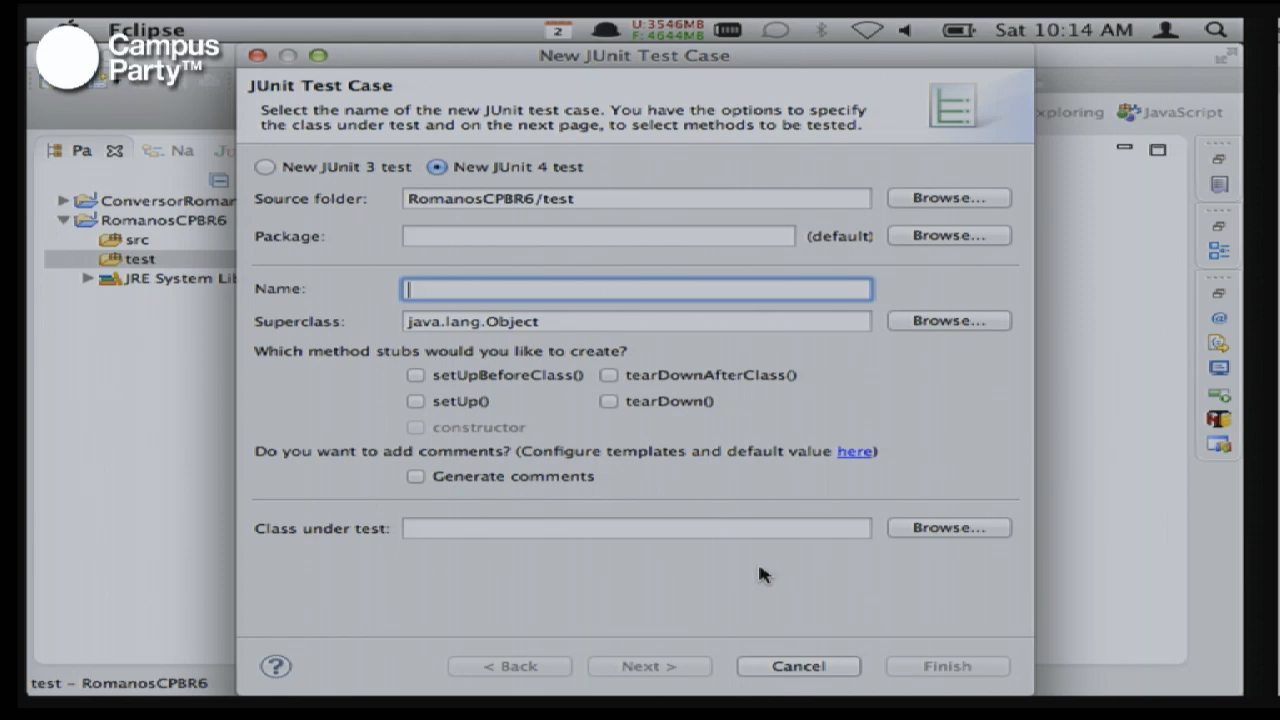 Eclipse
2
U:3546MB
F:4644MB
Sat 10:14 AM
Campus
Party™
New JUnit Test Case
JUnit Test Case
Select the name of the new JUnit test case. You have the options to specify
the class under test and on the next page, to select methods to be tested.
xploring
JavaScript
Pa
Na
Ju
New JUnit 3 test
New JUnit 4 test
ConversorRoman
RomanosCPBR6
src
test
JRE System Lib
Source folder:
RomanosCPBR6/test
Browse...
Package:
(default)
Browse...
Name:
Superclass:
java.lang.Object
Browse...
Which method stubs would you like to create?
setUpBeforeClass()
tearDownAfterClass()
setUp()
tearDown()
constructor
Do you want to add comments? (Configure templates and default value here)
Generate comments
Class under test:
Browse...
?
< Back
Next >
Cancel
Finish
test – RomanosCPBR6